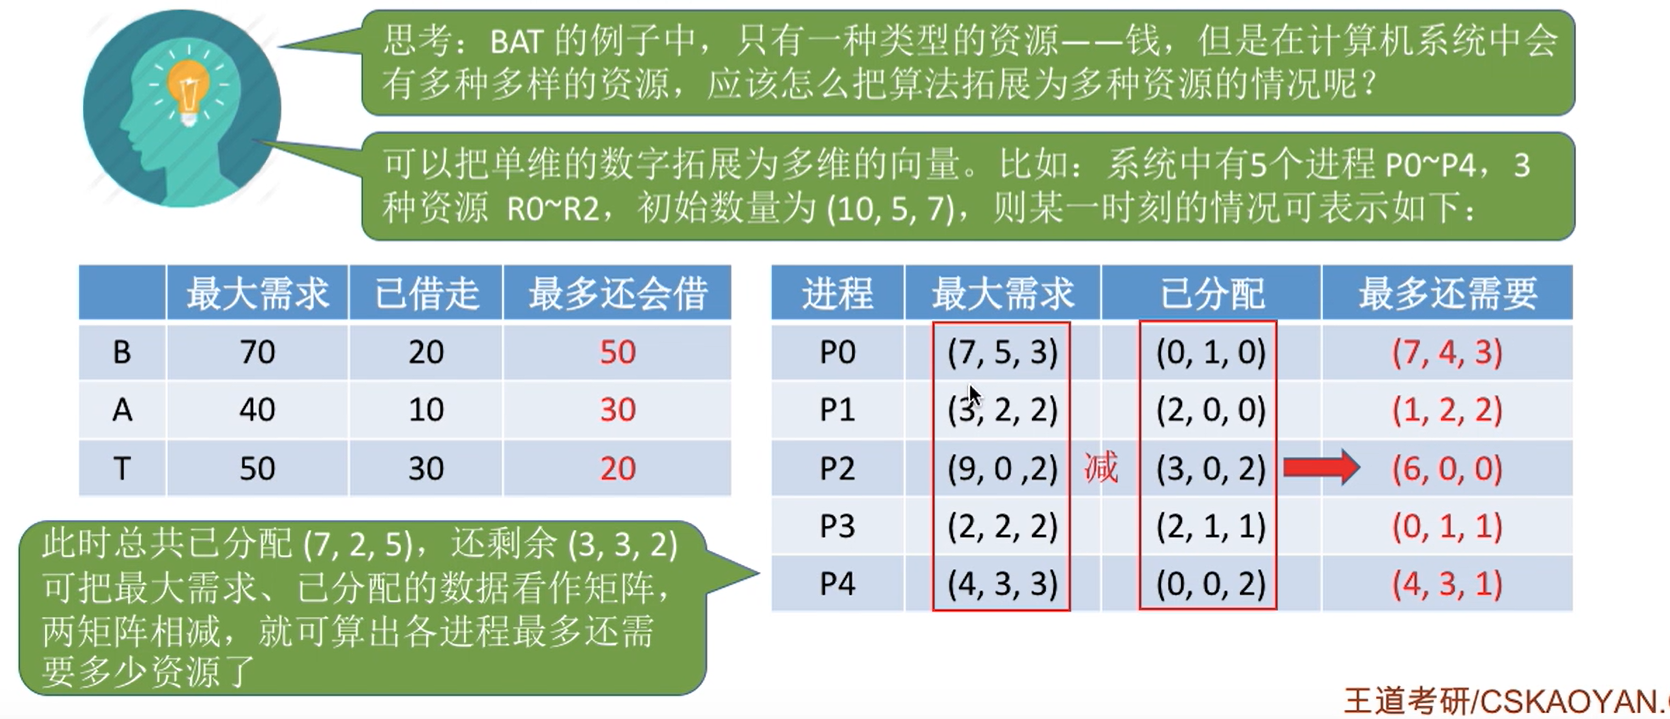 思考：BAT 的例子中，只有一种类型的资源——钱，但是在计算机系统中会
有多种多样的资源，应该怎么把算法拓展为多种资源的情况呢？
可以把单维的数字拓展为多维的向量。比如：系统中有5个进程 P0~P4，3
种资源 R0~R2，初始数量为 (10, 5, 7)，则某一时刻的情况可表示如下：
最大需求 已借走 最多还会借
B 70 20 50
A 40 10 30
T 50 30 20
进程 最大需求 已分配 最多还需要
P0 (7, 5, 3) (0, 1, 0) (7, 4, 3)
P1 (3, 2, 2) (2, 0, 0) (1, 2, 2)
P2 (9, 0 ,2) 减 (3, 0, 2) (6, 0, 0)
P3 (2, 2, 2) (2, 1, 1) (0, 1, 1)
P4 (4, 3, 3) (0, 0, 2) (4, 3, 1)
此时总共已分配 (7, 2, 5)，还剩余 (3, 3, 2)
可把最大需求、已分配的数据看作矩阵，
两矩阵相减，就可算出各进程最多还需
要多少资源了
王道考研/CSKAOYAN.